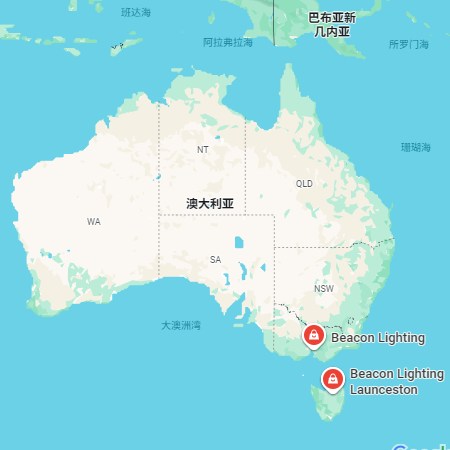 班达海
巴布亚新
几内亚
阿拉弗拉海
所罗门海
珊瑚海
NT
QLD
澳大利亚
WA
SA
NSW
大澳洲湾
Beacon Lighting
Beacon Lighting
Launceston